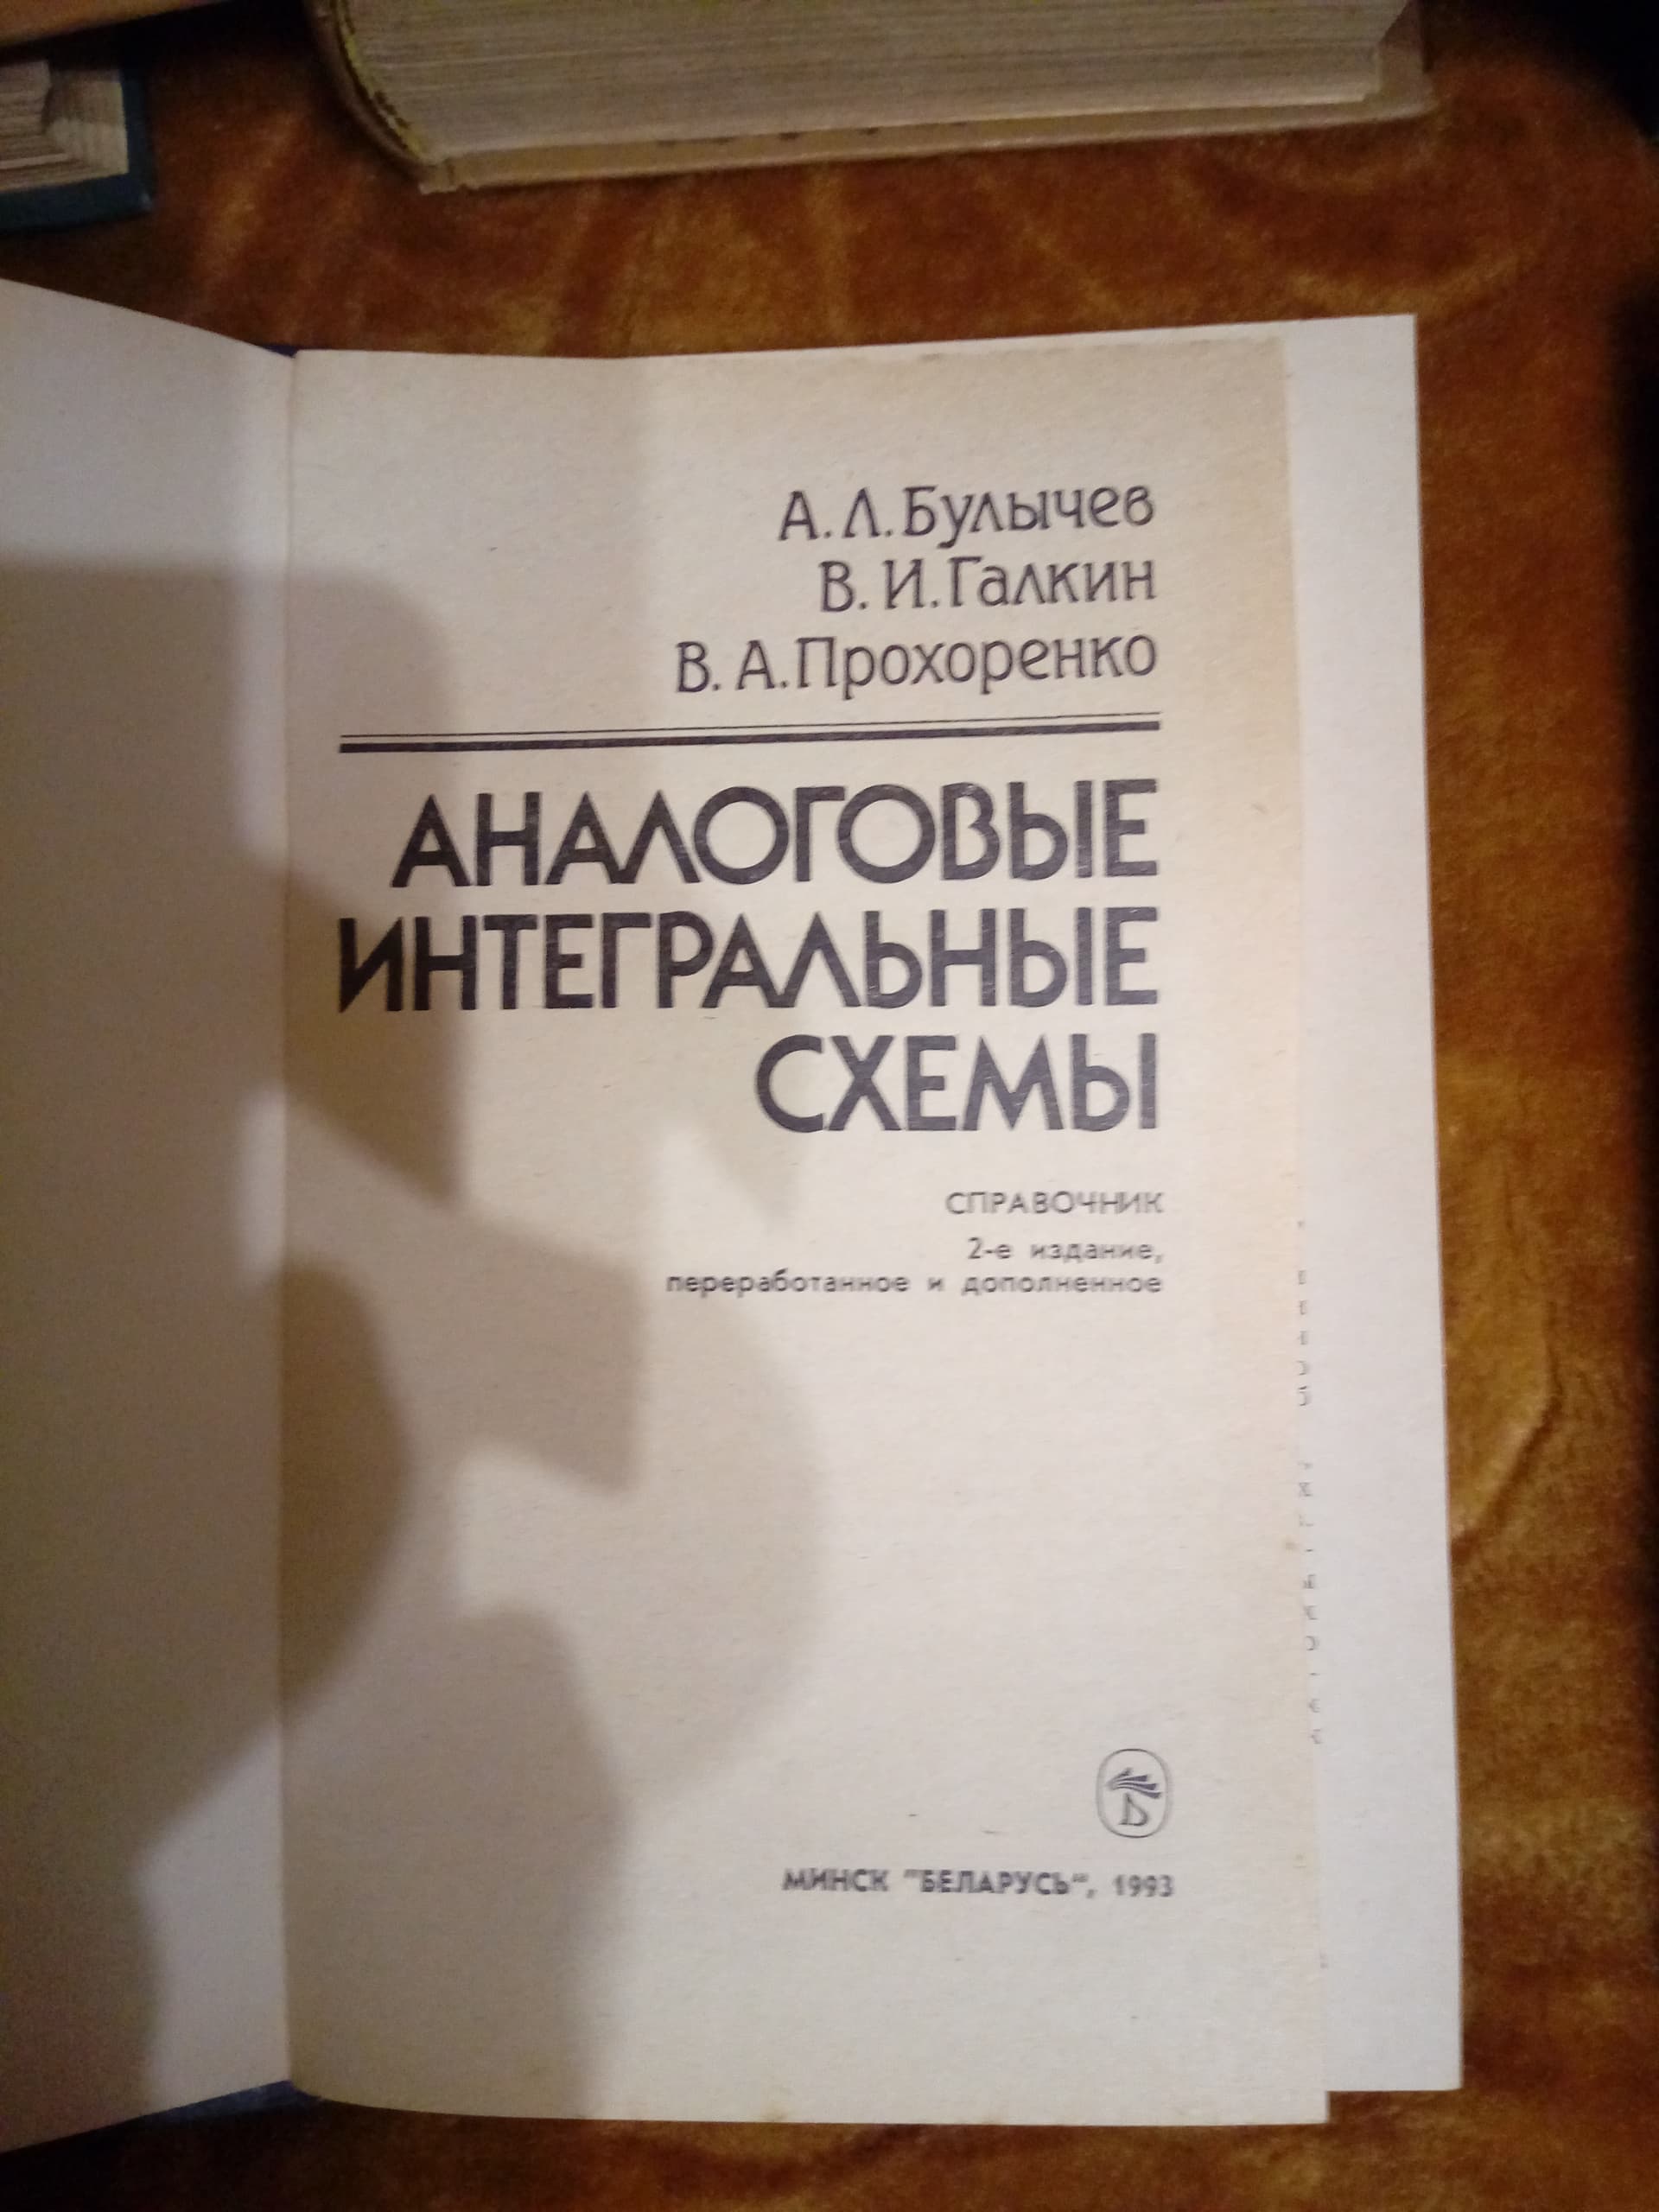 А. Л. Булычев
В. И. Галкин
В. А. Прохоренко
АНАЛОГОВЫЕ
ИНТЕГРАЛЬНЫЕ
СХЕМЫ
СПРАВОЧНИК
2-е издание,
переработанное и дополненное
МИНСК "БЕЛАРУСЬ", 1993